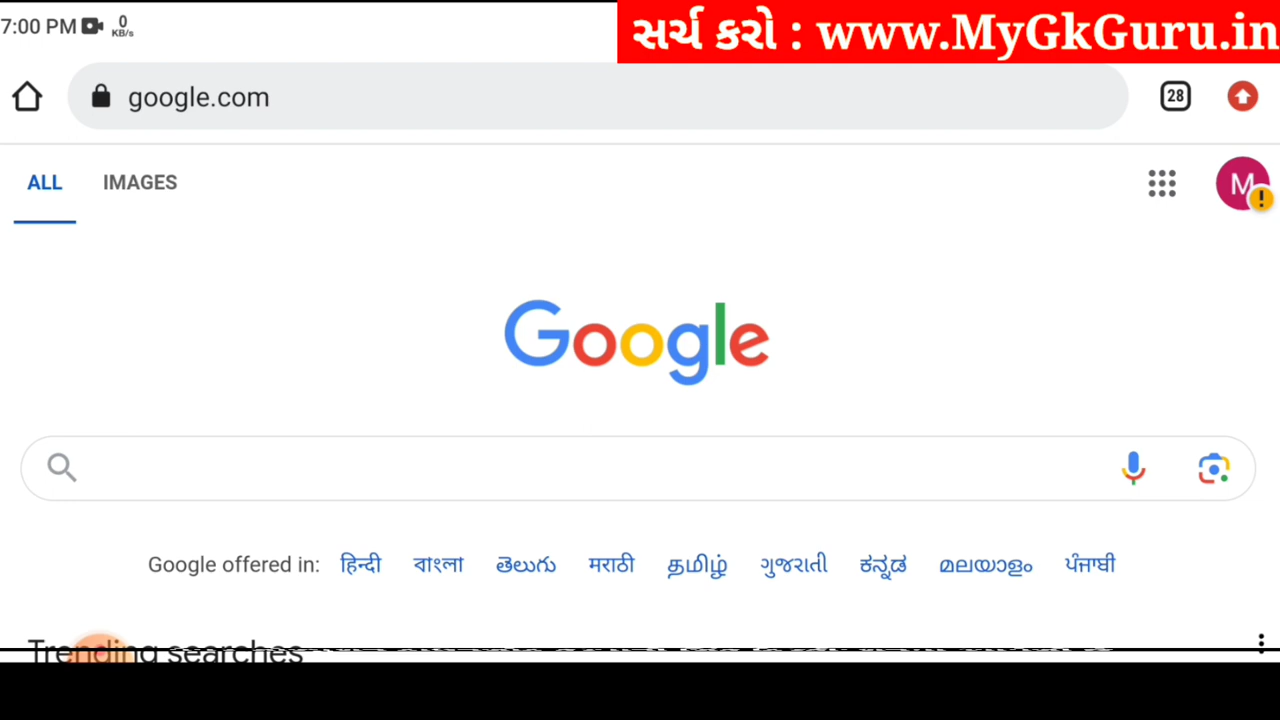 7:00 PM 0 KB/s
સર્ચ કરો : www.MyGkGuru.in
google.com
28
ALL IMAGES
M
Google
Google offered in: हिन्दी বাংলা తెలుగు मराठी தமிழ் ગુજરાતી ಕನ್ನಡ മലയാളം ਪੰਜਾਬੀ
Trending searches